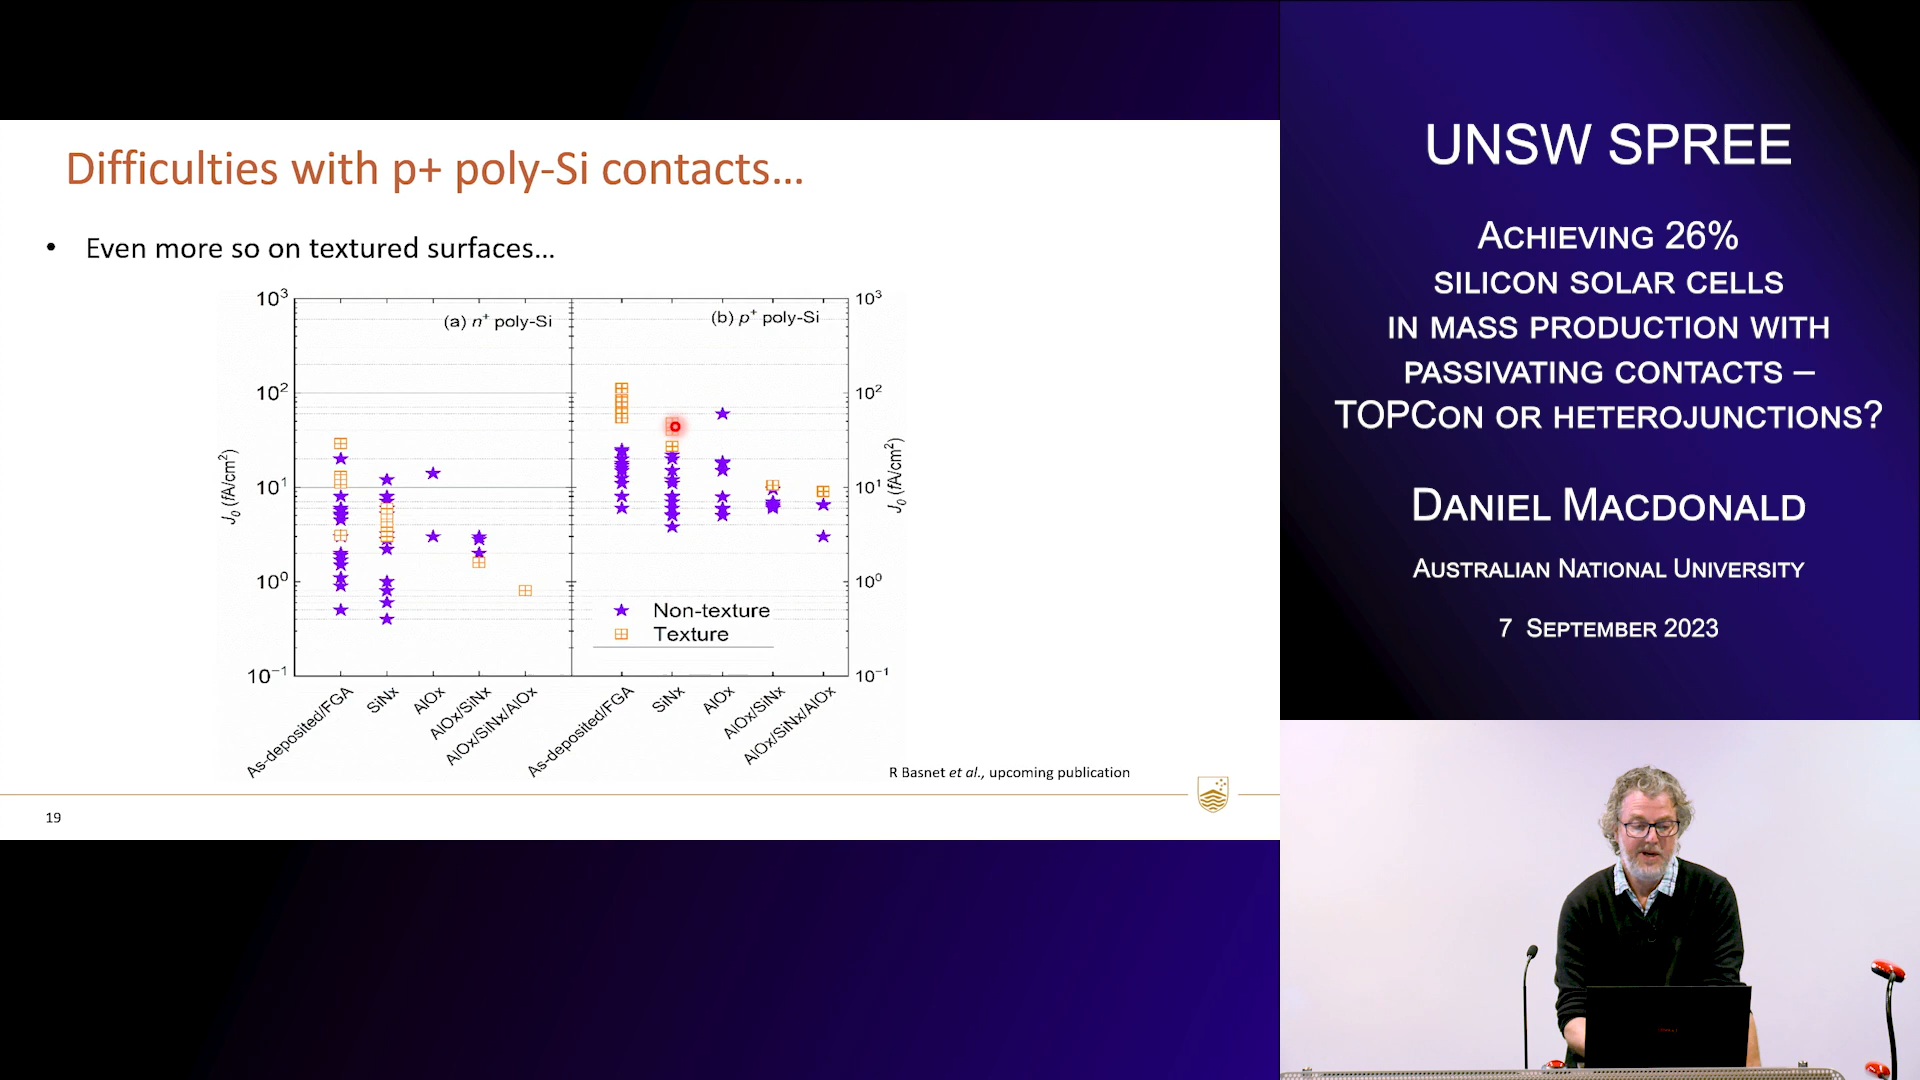 Difficulties with p+ poly-Si contacts...
• Even more so on textured surfaces...
10³
10²
10¹
10⁰
10⁻¹
J₀ (fA/cm²)
(a) n⁺ poly-Si
(b) p⁺ poly-Si
10³
10²
10¹
10⁰
10⁻¹
J₀ (fA/cm²)
Non-texture
Texture
As-deposited/FGA
SiNx
AlOx
AlOx/SiNx
AlOx/SiNx/AlOx
As-deposited/FGA
SiNx
AlOx
AlOx/SiNx
AlOx/SiNx/AlOx
R Basnet et al., upcoming publication
19
UNSW SPREE
Achieving 26%
silicon solar cells
in mass production with
passivating contacts –
TOPCon or heterojunctions?
Daniel Macdonald
Australian National University
7 September 2023